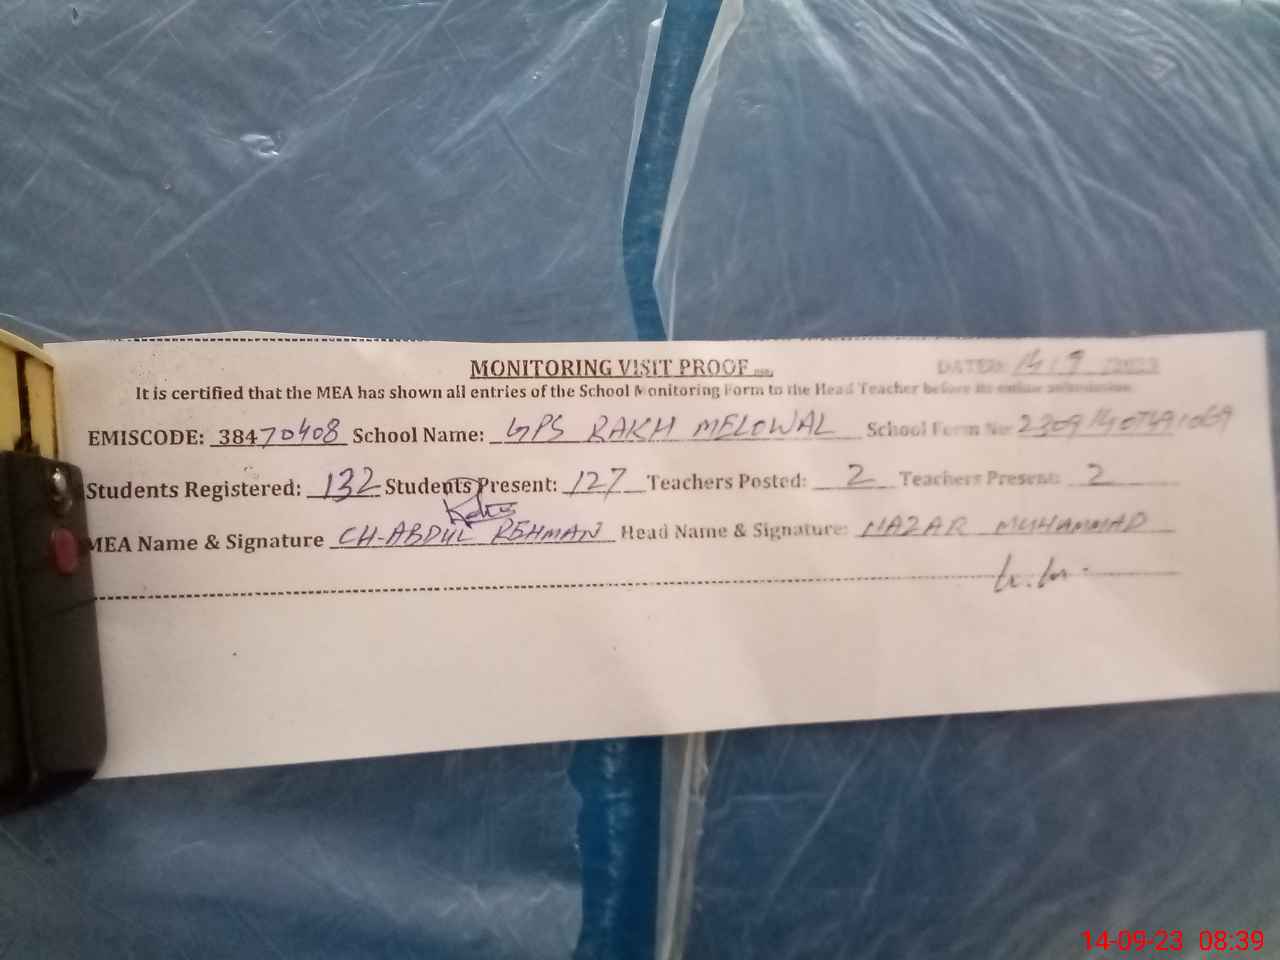 MONITORING VISIT PROOF DATED: 14.9 /2023
It is certified that the MEA has shown all entries of the School Monitoring Form to the Head Teacher before its online submission.
EMISCODE: 38470408 School Name: GPS RAKH MELOWAL School Form No:
Students Registered: 132 Students Present: 127 Teachers Posted: 2 Teachers Present: 2
MEA Name & Signature CH-ABDUL REHMAN Head Name & Signature: NAZAR MUHAMMAD
14-09-23 08:39